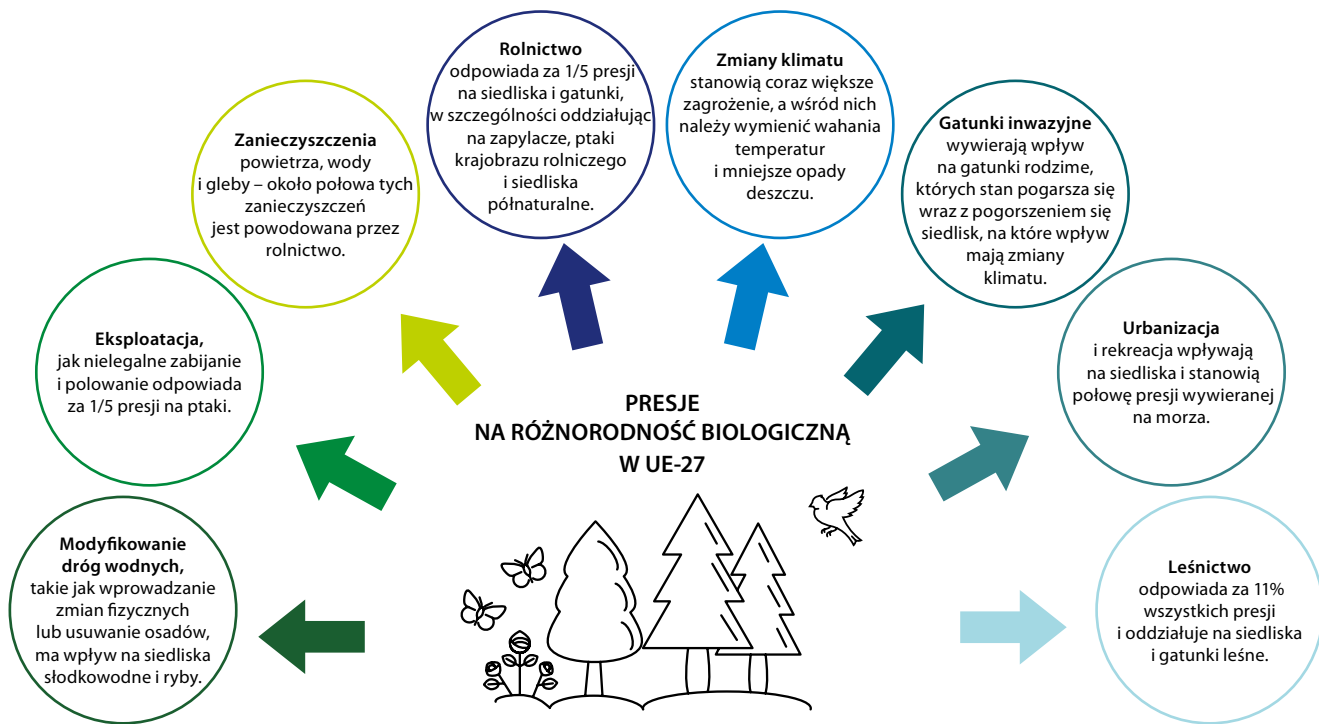 Rolnictwo
odpowiada za 1/5 presji
na siedliska i gatunki,
w szczególności oddziałując
na zapylacze, ptaki
krajobrazu rolniczego
i siedliska
półnaturalne.
Zmiany klimatu
stanowią coraz większe
zagrożenie, a wśród nich
należy wymienić wahania
temperatur
i mniejsze opady
deszczu.
Zanieczyszczenia
powietrza, wody
i gleby – około połowa tych
zanieczyszczeń
jest powodowana przez
rolnictwo.
Gatunki inwazyjne
wywierają wpływ
na gatunki rodzime,
których stan pogarsza się
wraz z pogorszeniem się
siedlisk, na które wpływ
mają zmiany
klimatu.
Eksploatacja,
jak nielegalne zabijanie
i polowanie odpowiada
za 1/5 presji na ptaki.
Urbanizacja
i rekreacja wpływają
na siedliska i stanowią
połowę presji wywieranej
na morza.
PRESJE
NA RÓŻNORODNOŚĆ BIOLOGICZNĄ
W UE-27
Modyfikowanie
dróg wodnych,
takie jak wprowadzanie
zmian fizycznych
lub usuwanie osadów,
ma wpływ na siedliska
słodkowodne i ryby.
Leśnictwo
odpowiada za 11%
wszystkich presji
i oddziałuje na siedliska
i gatunki leśne.